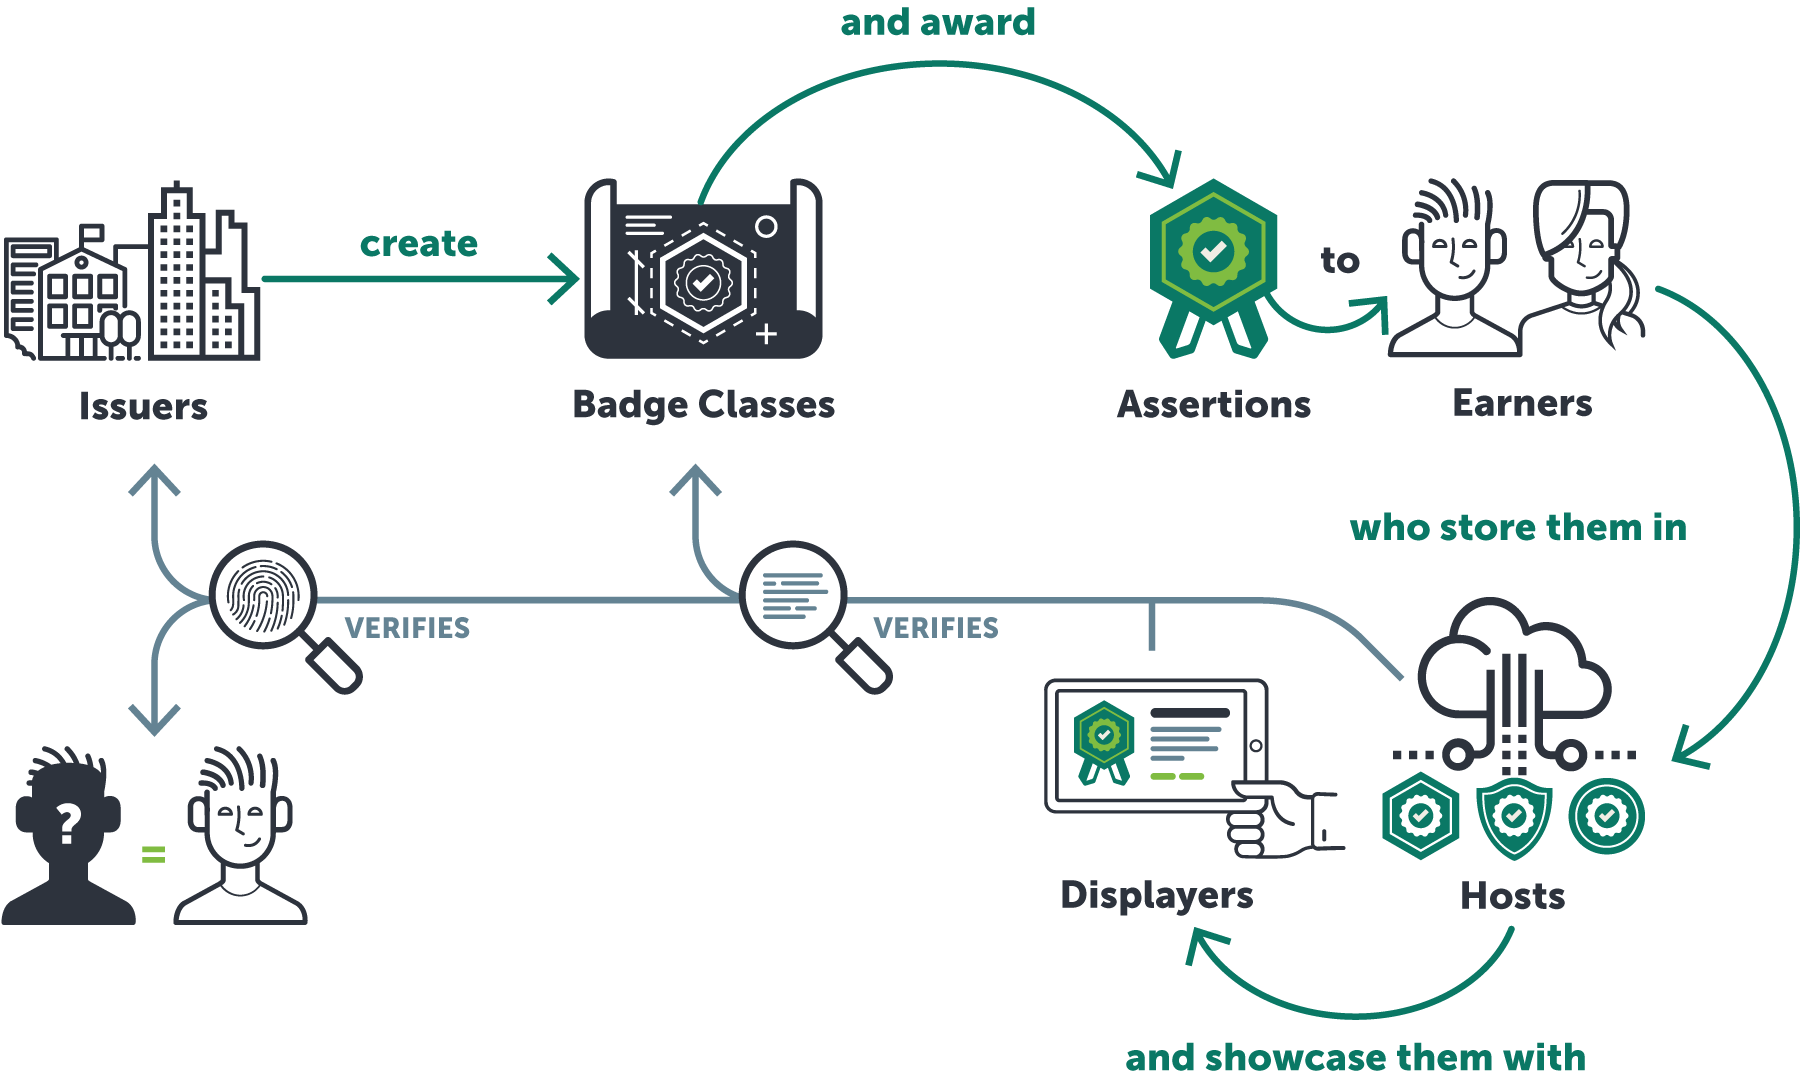 and award
create
to
Issuers
Badge Classes
Assertions
Earners
who store them in
VERIFIES
VERIFIES
?
=
Displayers
Hosts
and showcase them with